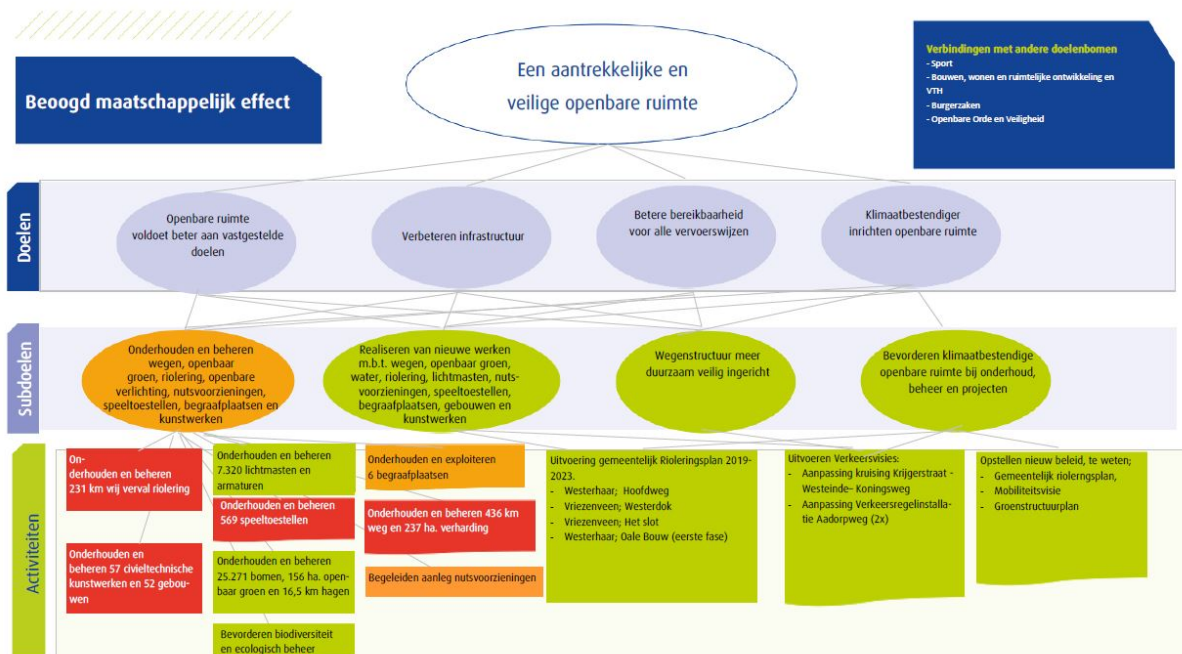 Beoogd maatschappelijk effect
Een aantrekkelijke en
veilige openbare ruimte
Verbindingen met andere doelenbomen
- Sport
- Bouwen, wonen en ruimtelijke ontwikkeling en
VTH
- Burgerzaken
- Openbare Orde en Veiligheid
Doelen
Openbare ruimte
voldoet beter aan vastgestelde
doelen
Verbeteren infrastructuur
Betere bereikbaarheid
voor alle vervoerswijzen
Klimaatbestendiger
inrichten openbare ruimte
Subdoelen
Onderhouden en beheren
wegen, openbaar
groen, riolering, openbare
verlichting, nutsvoorzieningen,
speeltoestellen, begraafplaatsen en
kunstwerken
Realiseren van nieuwe werken
m.b.t. wegen, openbaar groen,
water, riolering, lichtmasten, nuts-
voorzieningen, speeltoestellen,
begraafplaatsen, gebouwen en
kunstwerken
Wegenstructuur meer
duurzaam veilig ingericht
Bevorderen klimaatbestendige
openbare ruimte bij onderhoud,
beheer en projecten
Activiteiten
On-
derhouden en beheren
231 km vrij verval riolering
Onderhouden en
beheren 57 civieltechnische
kunstwerken en 52 gebou-
wen
Onderhouden en beheren
7.320 lichtmasten en
armaturen
Onderhouden en beheren
569 speeltoestellen
Onderhouden en beheren
25.271 bomen, 156 ha. open-
baar groen en 16,5 km hagen
Bevorderen biodiversiteit
en ecologisch beheer
Onderhouden en exploiteren
6 begraafplaatsen
Onderhouden en beheren 436 km
weg en 237 ha. verharding
Begeleiden aanleg nutsvoorzieningen
Uitvoering gemeentelijk Rioleringsplan 2019-
2023.
- Westerhaar; Hoofdweg
- Vriezenveen; Westerdok
- Vriezenveen; Het slot
- Westerhaar; Oale Bouw (eerste fase)
Uitvoeren Verkeersvisies:
- Aanpassing kruising Krijgerstraat -
Westeinde– Koningsweg
- Aanpassing Verkeersregelinstalla-
tie Aadorpweg (2x)
Opstellen nieuw beleid, te weten;
- Gemeentelijk riolerngsplan,
- Mobiliteitsvisie
- Groenstructuurplan